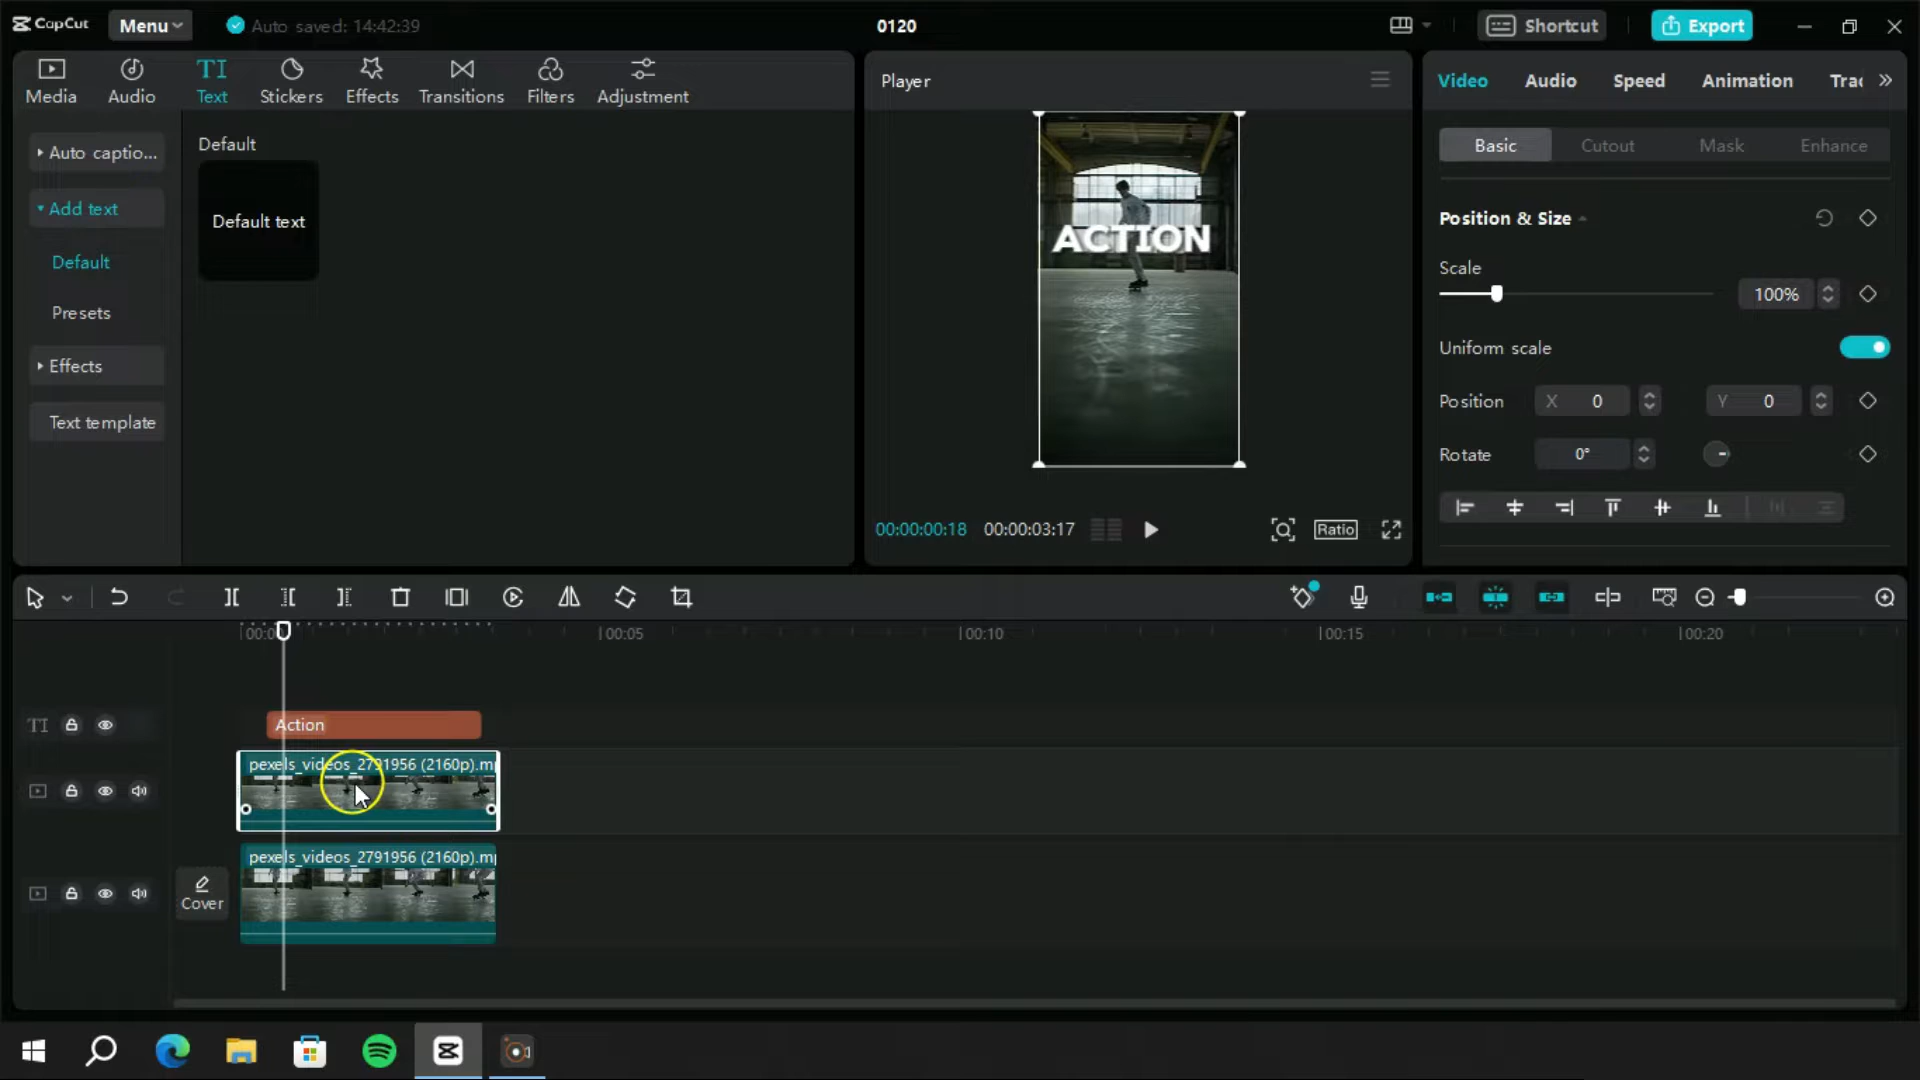 CapCut
Menu
Auto saved: 14:42:39
0120
Shortcut
Export
Media
Audio
Text
Stickers
Effects
Transitions
Filters
Adjustment
Auto captio...
Add text
Default
Presets
Effects
Text template
Default
Default text
Player
ACTION
00:00:00:18
00:00:03:17
Ratio
Video
Audio
Speed
Animation
Basic
Cutout
Mask
Enhance
Position & Size
Scale
100%
Uniform scale
Position
X 0
Y 0
Rotate
0°
00:05
00:10
00:15
00:20
TI
Action
pexels_videos_2791956 (2160p).m
pexels_videos_2791956 (2160p).m
Cover